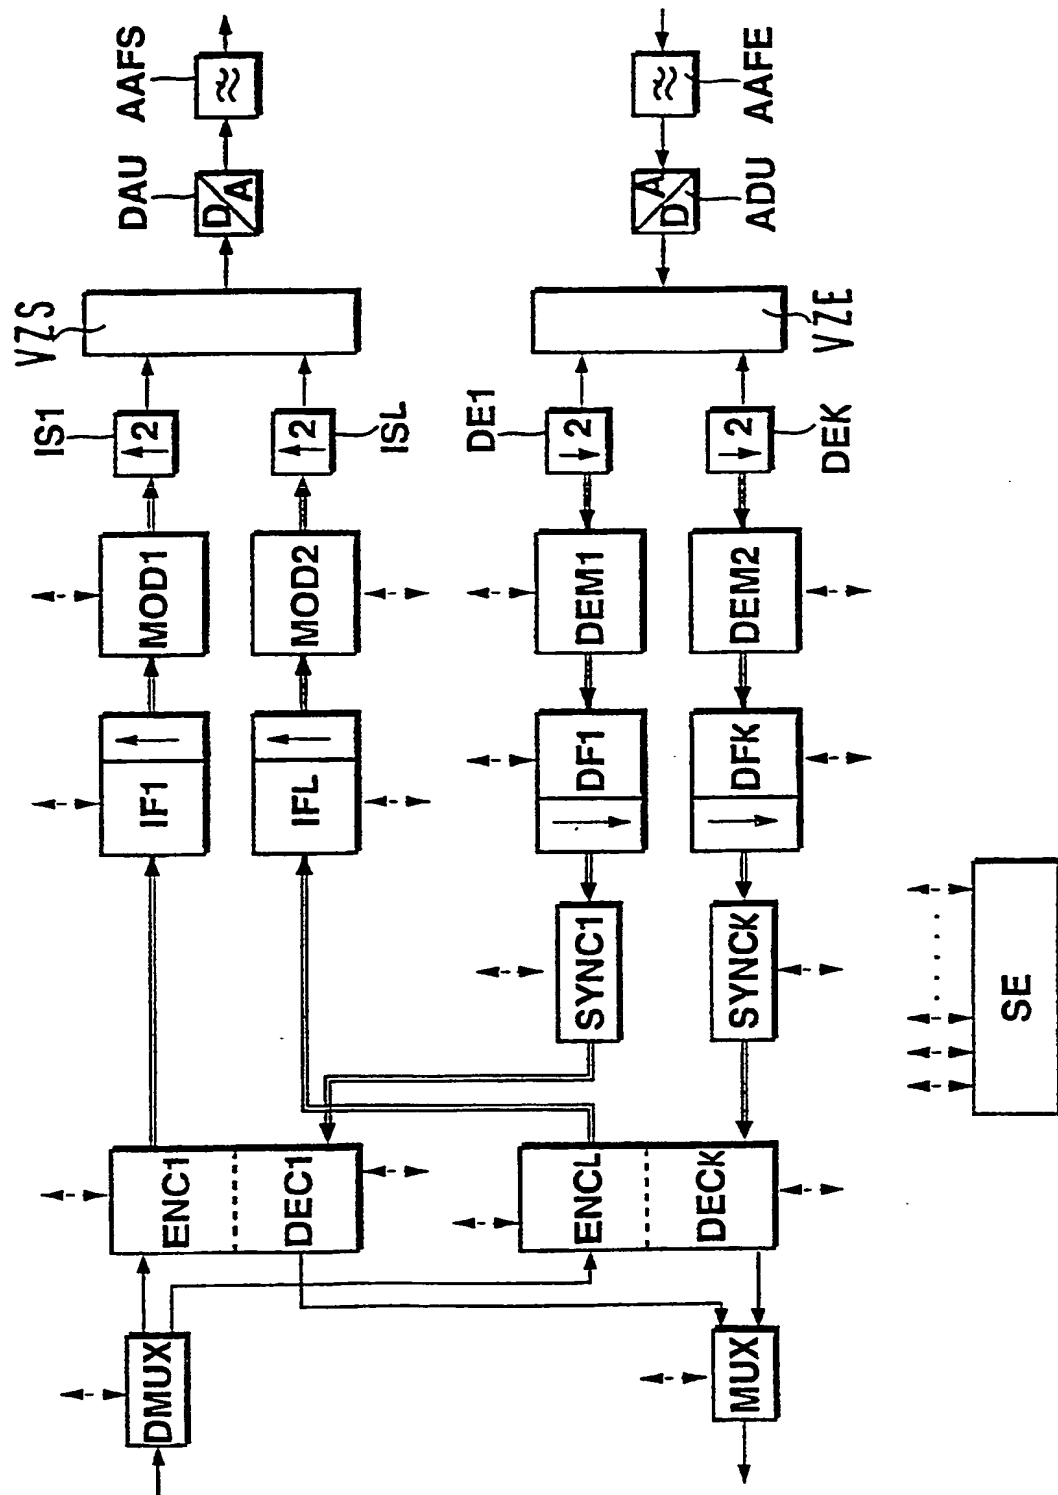 AAFS
DAU
D
A
VZS
IS1
2
2
ISL
MOD1
MOD2
IF1
IFL
ENC1
DEC1
DMUX
AAFE
ADU
A
D
VZE
DE1
2
2
DEK
DEM1
DEM2
DF1
DFK
SYNC1
SYNCK
ENCL
DECK
MUX
SE